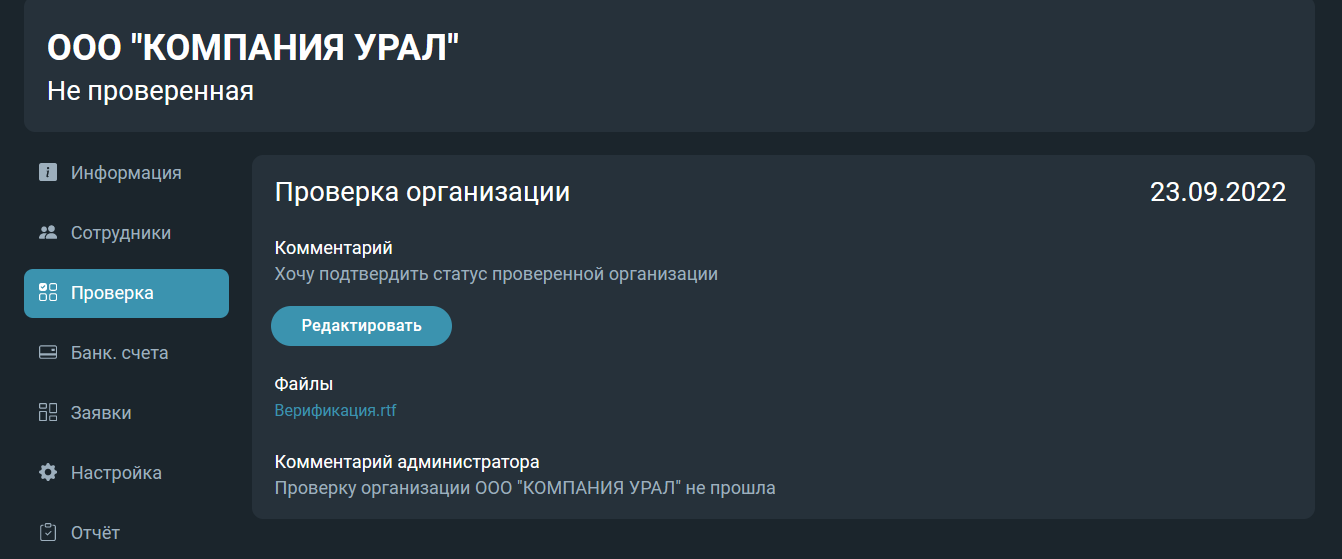 ООО "КОМПАНИЯ УРАЛ"
Не проверенная
Информация
Сотрудники
Проверка
Банк. счета
Заявки
Настройка
Отчёт
Проверка организации
23.09.2022
Комментарий
Хочу подтвердить статус проверенной организации
Редактировать
Файлы
Верификация.rtf
Комментарий администратора
Проверку организации ООО "КОМПАНИЯ УРАЛ" не прошла